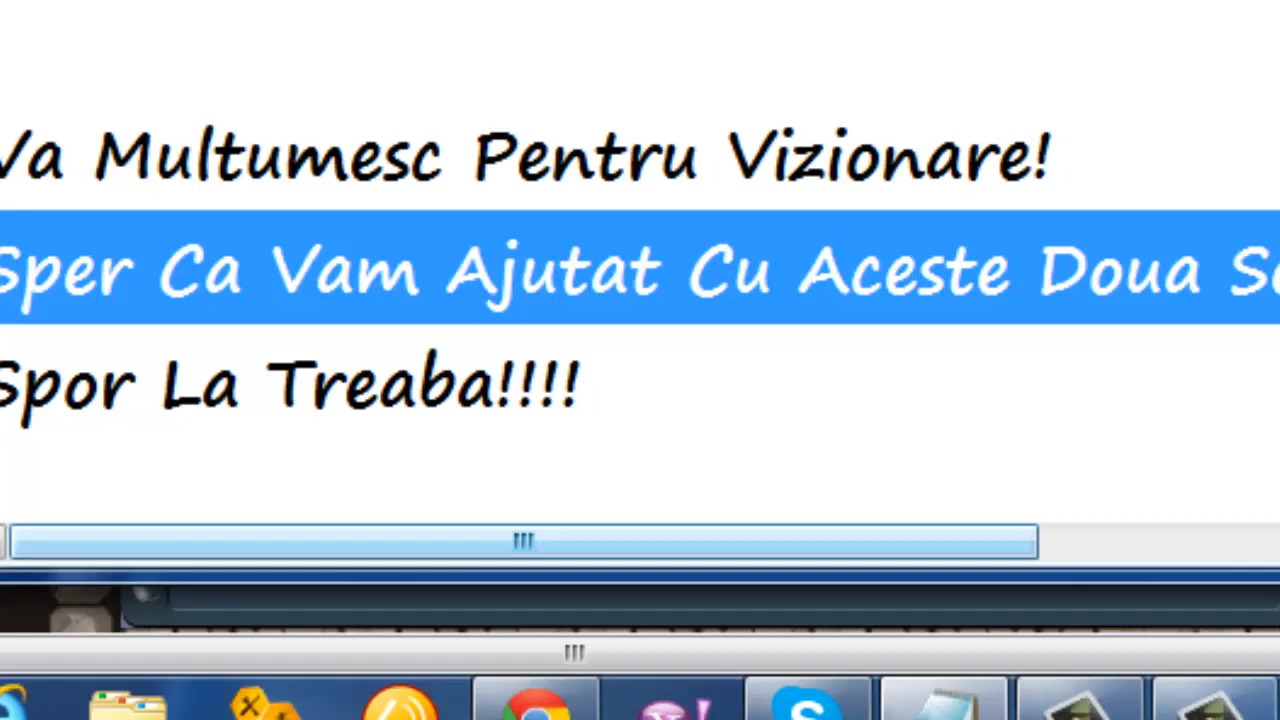 Va Multumesc Pentru Vizionare!
Sper Ca Vam Ajutat Cu Aceste Doua
Spor La Treaba!!!!